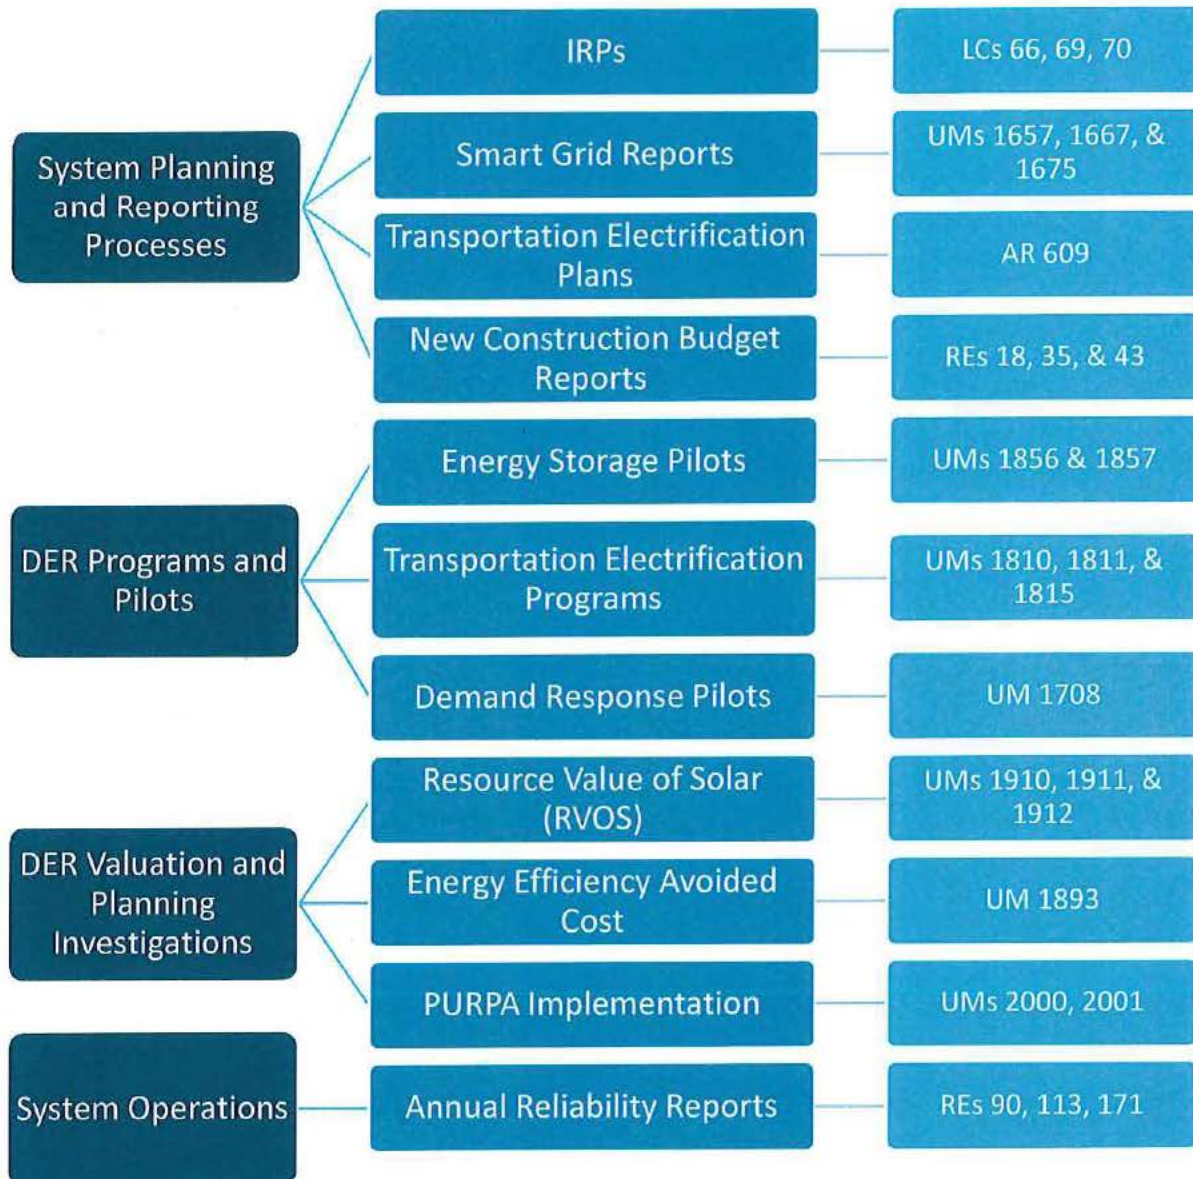 IRPs
LCs 66, 69, 70
System Planning
and Reporting
Processes
Smart Grid Reports
UMs 1657, 1667, &
1675
Transportation Electrification
Plans
AR 609
New Construction Budget
Reports
REs 18, 35, & 43
DER Programs and
Pilots
Energy Storage Pilots
UMs 1856 & 1857
Transportation Electrification
Programs
UMs 1810, 1811, &
1815
Demand Response Pilots
UM 1708
DER Valuation and
Planning
Investigations
Resource Value of Solar
(RVOS)
UMs 1910, 1911, &
1912
Energy Efficiency Avoided
Cost
UM 1893
PURPA Implementation
UMs 2000, 2001
System Operations
Annual Reliability Reports
REs 90, 113, 171